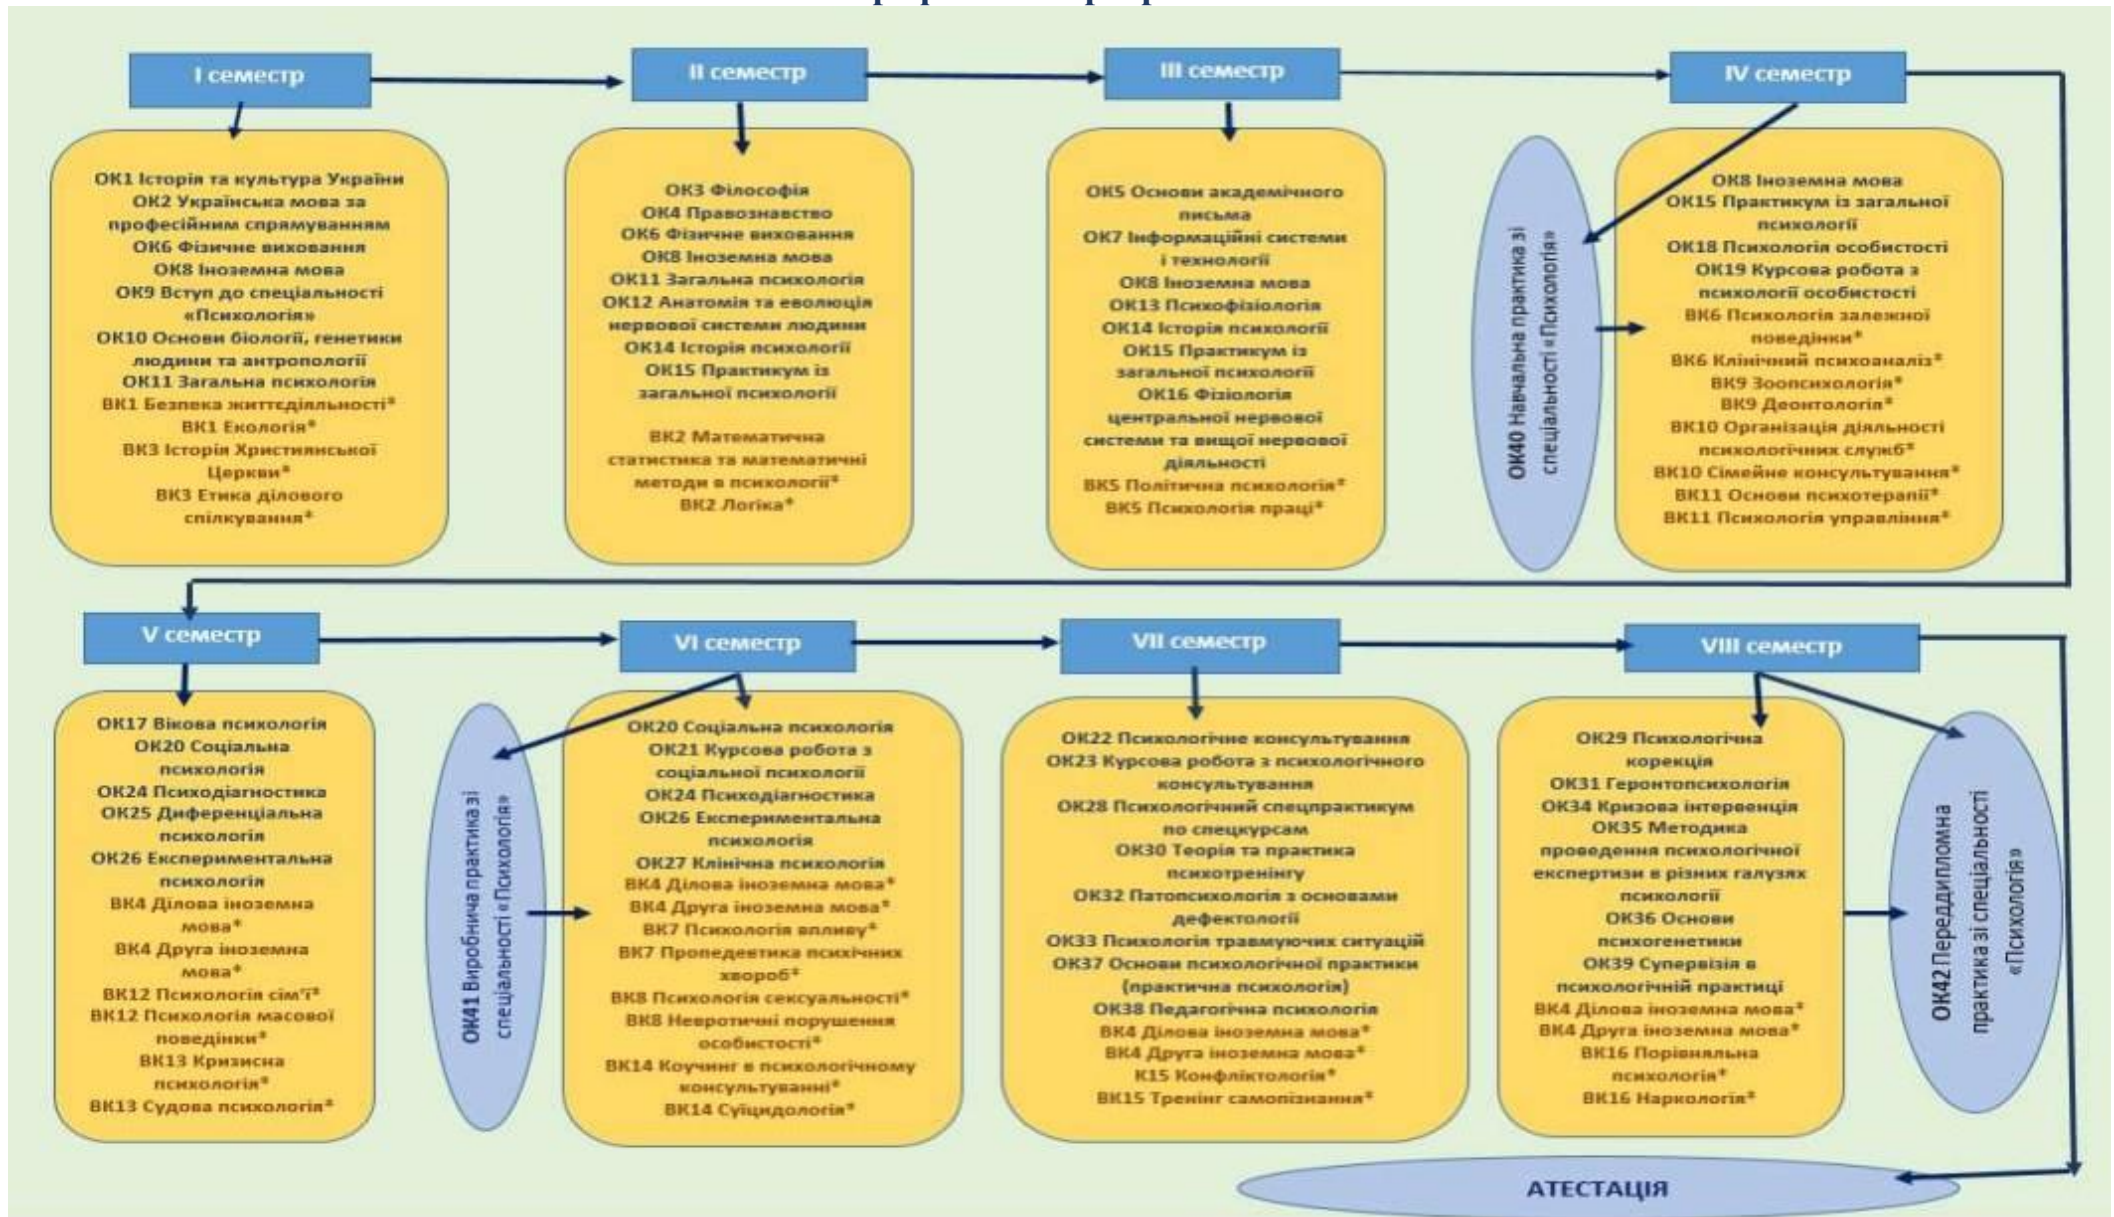 I семестр
II семестр
III семестр
IV семестр
ОК1 Історія та культура України
ОК2 Українська мова за
професійним спрямуванням
ОК6 Фізичне виховання
ОК8 Іноземна мова
ОК9 Вступ до спеціальності
«Психологія»
ОК10 Основи біології, генетики
людини та антропології
ОК11 Загальна психологія
ВК1 Безпека життєдіяльності*
ВК1 Екологія*
ВК3 Історія Християнської
Церкви*
ВК3 Етика ділового
спілкування*
ОК3 Філософія
ОК4 Правознавство
ОК6 Фізичне виховання
ОК8 Іноземна мова
ОК11 Загальна психологія
ОК12 Анатомія та еволюція
нервової системи людини
ОК14 Історія психології
ОК15 Практикум із
загальної психології
ВК2 Математична
статистика та математичні
методи в психології*
ВК2 Логіка*
ОК5 Основи академічного
письма
ОК7 Інформаційні системи
і технології
ОК8 Іноземна мова
ОК13 Психофізіологія
ОК14 Історія психології
ОК15 Практикум із
загальної психології
ОК16 Фізіологія
центральної нервової
системи та вищої нервової
діяльності
ВК5 Політична психологія*
ВК5 Психологія праці*
ОК40 Навчальна практика зі
спеціальності «Психологія»
ОК8 Іноземна мова
ОК15 Практикум із загальної
психології
ОК18 Психологія особистості
ОК19 Курсова робота з
психології особистості
ВК6 Психологія залежної
поведінки*
ВК6 Клінічний психоаналіз*
ВК9 Зоопсихологія*
ВК9 Деонтологія*
ВК10 Організація діяльності
психологічних служб*
ВК10 Сімейне консультування*
ВК11 Основи психотерапії*
ВК11 Психологія управління*
V семестр
VI семестр
VII семестр
VIII семестр
ОК17 Вікова психологія
ОК20 Соціальна
психологія
ОК24 Психодіагностика
ОК25 Диференціальна
психологія
ОК26 Експериментальна
психологія
ВК4 Ділова іноземна
мова*
ВК4 Друга іноземна
мова*
ВК12 Психологія сім'ї*
ВК12 Психологія масової
поведінки*
ВК13 Кризисна
психологія*
ВК13 Судова психологія*
ОК41 Виробнича практика зі
спеціальності «Психологія»
ОК20 Соціальна психологія
ОК21 Курсова робота з
соціальної психології
ОК24 Психодіагностика
ОК26 Експериментальна
психологія
ОК27 Клінічна психологія
ВК4 Ділова іноземна мова*
ВК4 Друга іноземна мова*
ВК7 Психологія впливу*
ВК7 Пропедевтика психічних
хвороб*
ВК8 Психологія сексуальності*
ВК8 Невротичні порушення
особистості*
ВК14 Коучинг в психологічному
консультуванні*
ВК14 Суїцидологія*
ОК22 Психологічне консультування
ОК23 Курсова робота з психологічного
консультування
ОК28 Психологічний спецпрактикум
по спецкурсам
ОК30 Теорія та практика
психотренінгу
ОК32 Патопсихологія з основами
дефектології
ОК33 Психологія травмуючих ситуацій
ОК37 Основи психологічної практики
(практична психологія)
ОК38 Педагогічна психологія
ВК4 Ділова іноземна мова*
ВК4 Друга іноземна мова*
К15 Конфліктологія*
ВК15 Тренінг самопізнання*
ОК29 Психологічна
корекція
ОК31 Геронтопсихологія
ОК34 Кризова інтервенція
ОК35 Методика
проведення психологічної
експертизи в різних галузях
психології
ОК36 Основи
психогенетики
ОК39 Супервізія в
психологічній практиці
ВК4 Ділова іноземна мова*
ВК4 Друга іноземна мова*
ВК16 Порівняльна
психологія*
ВК16 Наркологія*
ОК42 Переддипломна
практика зі спеціальності
«Психологія»
АТЕСТАЦІЯ